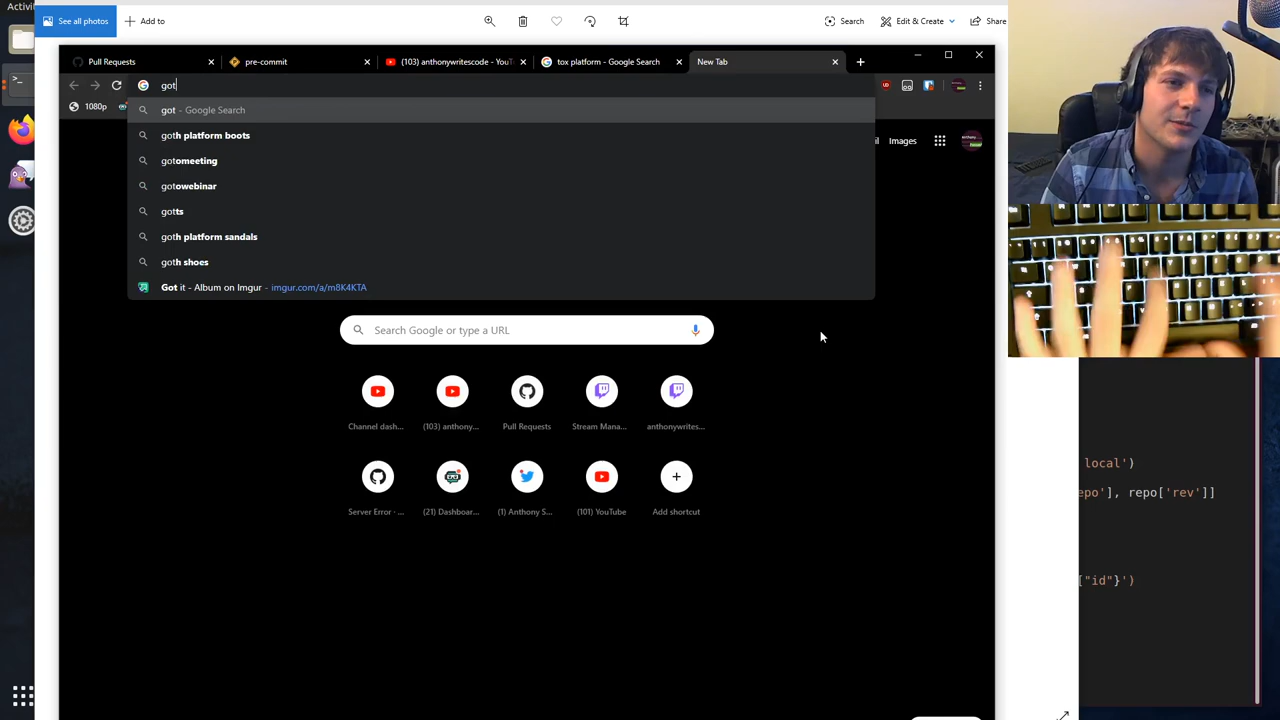 Activi
See all photos
Add to
Search
Edit & Create
Share
Pull Requests
pre-commit
(103) anthonywritescode - YouT
tox platform - Google Search
New Tab
got
1080p
got - Google Search
goth platform boots
gotomeeting
gotowebinar
gotts
goth platform sandals
goth shoes
Got it - Album on Imgur - imgur.com/a/m8K4KTA
il
Images
Search Google or type a URL
Channel dash...
(103) anthony...
Pull Requests
Stream Mana...
anthonywrites...
Server Error · ...
(21) Dashboar...
(1) Anthony S...
(101) YouTube
Add shortcut
local')
epo'], repo['rev']]
["id"}')